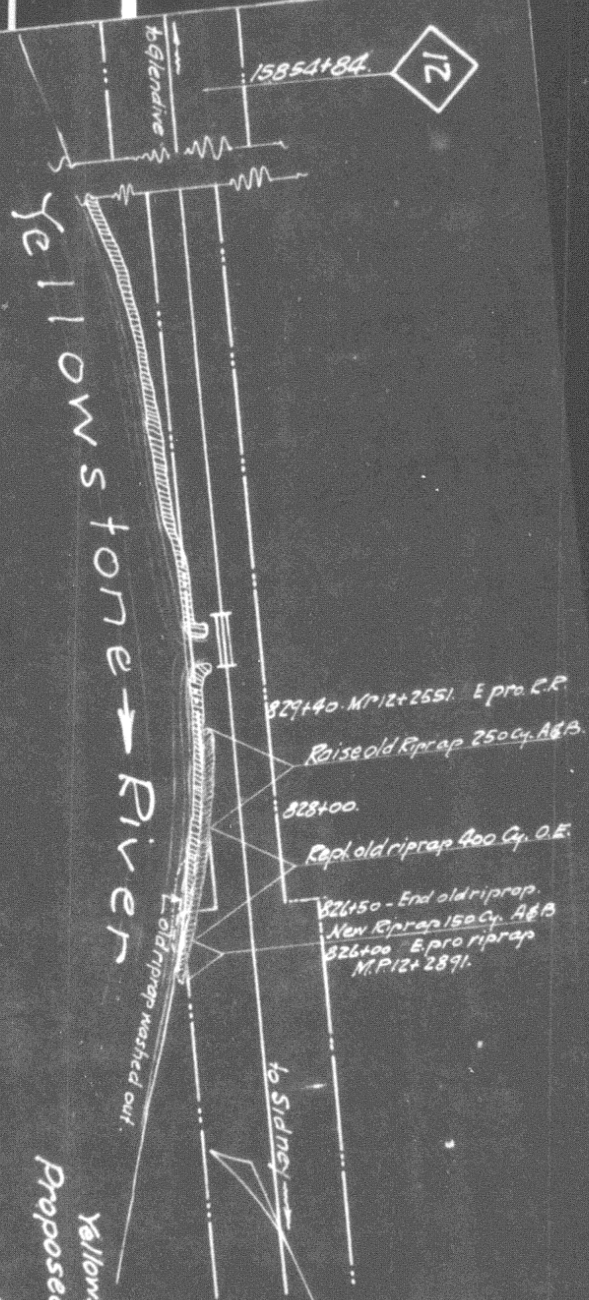 12
15854+84.
to Glendive
Yellowstone River
829+40. M.P.12+2551. E pro. R.R.
Raise old Riprap 250 Cy. A&B.
828+00.
Repl. old riprap 400 Cy. O.E.
826+50 - End old riprap.
New Riprap 150 Cy. A&B
826+00 E. pro riprap
M.P.12+2891.
old riprap washed out.
to Sidney
Yellow
Propose